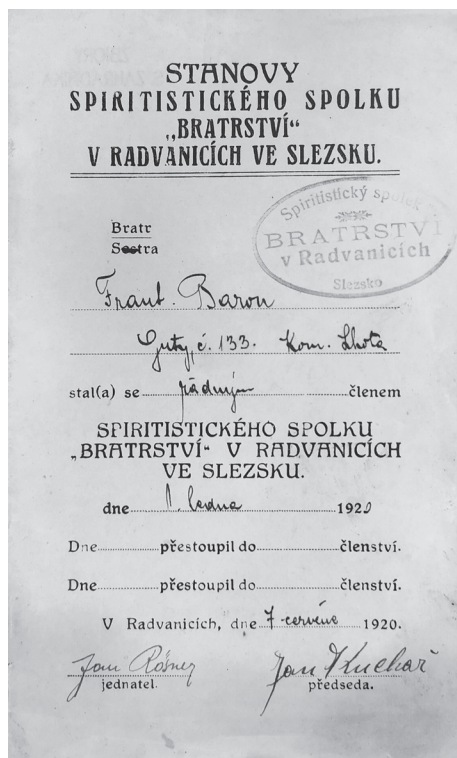 STANOVY
SPIRITISTICKÉHO SPOLKU
„BRATRSTVÍ“
V RADVANICÍCH VE SLEZSKU.
Spiritistický spolek
BRATRSTVÍ
v Radvanicích
Slezsko
Bratr
Sestra
Frant. Baron
Guty, č. 133. Kom. Lhota
stal(a) se řádným členem
SPIRITISTICKÉHO SPOLKU
„BRATRSTVÍ“ V RADVANICÍCH
VE SLEZSKU.
dne 1. ledna 1920
Dne přestoupil do členství.
Dne přestoupil do členství.
V Radvanicích, dne 7 června 1920.
Jan Kuchař
jednatel. předseda.